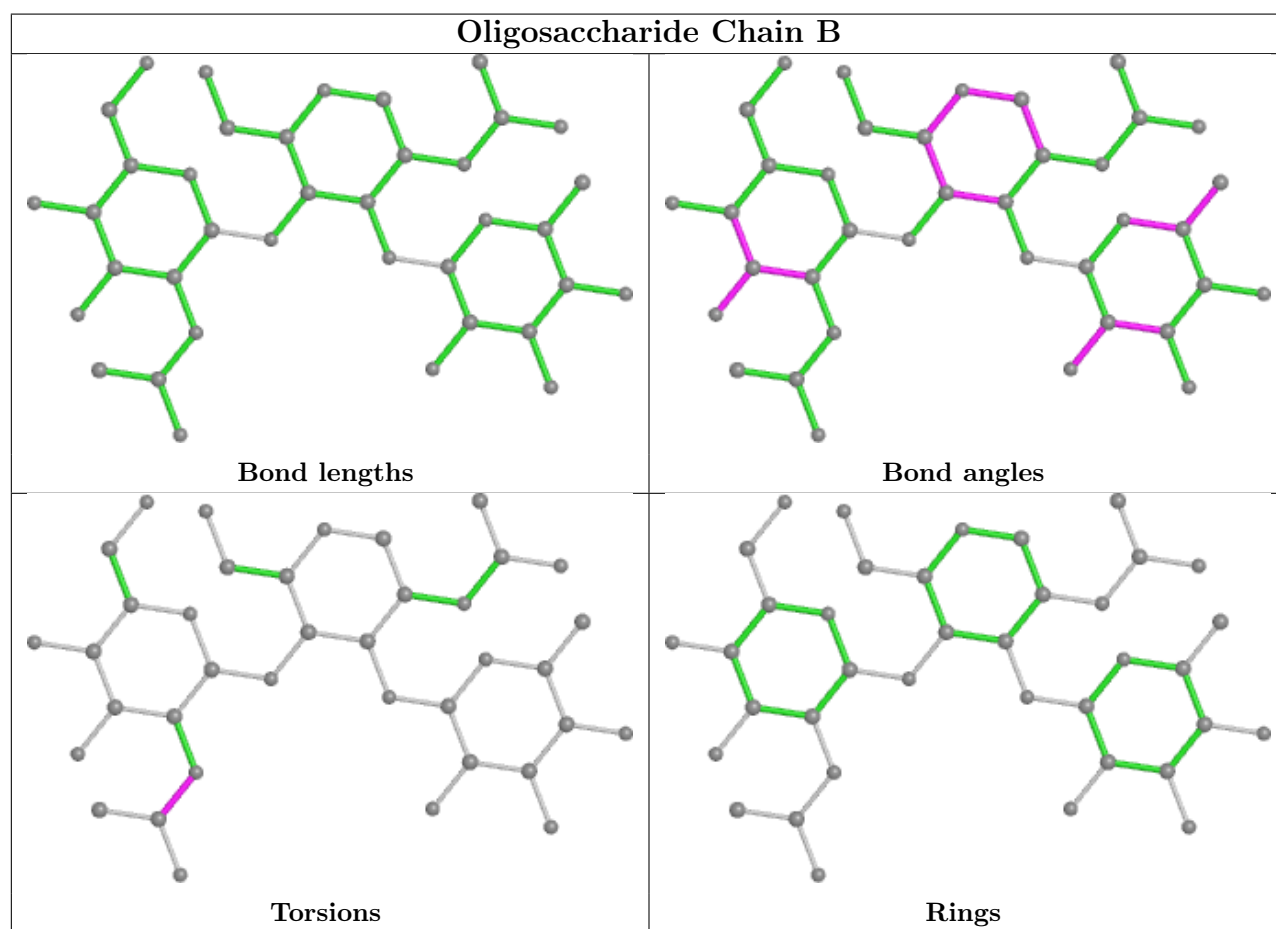 Oligosaccharide Chain B
Bond lengths
Bond angles
Torsions
Rings